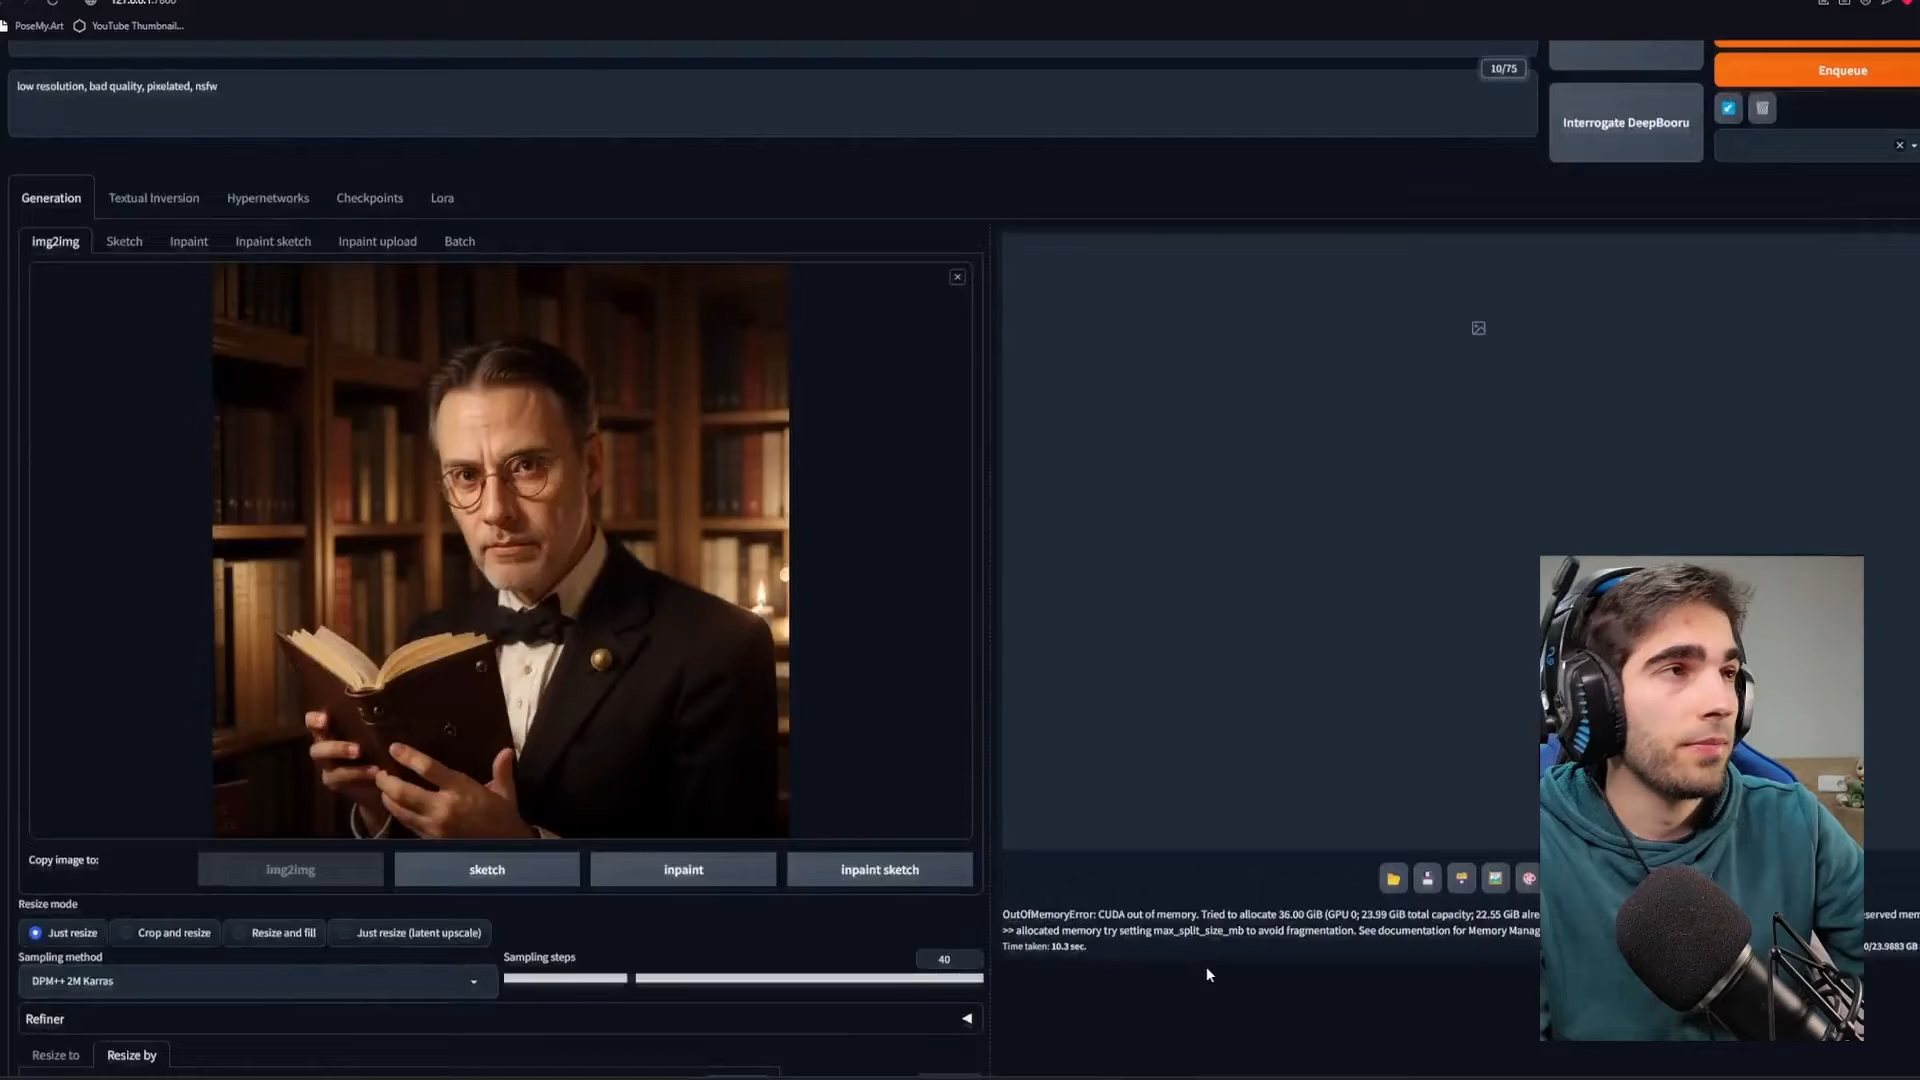 127.0.0.1:7860
PoseMy.Art
YouTube Thumbnail...
10/75
low resolution, bad quality, pixelated, nsfw
Enqueue
Interrogate DeepBooru
Generation
Textual Inversion
Hypernetworks
Checkpoints
Lora
img2img
Sketch
Inpaint
Inpaint sketch
Inpaint upload
Batch
Copy image to:
img2img
sketch
inpaint
inpaint sketch
Resize mode
Just resize
Crop and resize
Resize and fill
Just resize (latent upscale)
Sampling method
DPM++ 2M Karras
Sampling steps
40
Refiner
Resize to
Resize by
OutOfMemoryError: CUDA out of memory. Tried to allocate 36.00 GiB (GPU 0; 23.99 GiB total capacity; 22.55 GiB alre
served mem
>> allocated memory try setting max_split_size_mb to avoid fragmentation. See documentation for Memory Manag
Time taken: 10.3 sec.
0/23.9883 GB